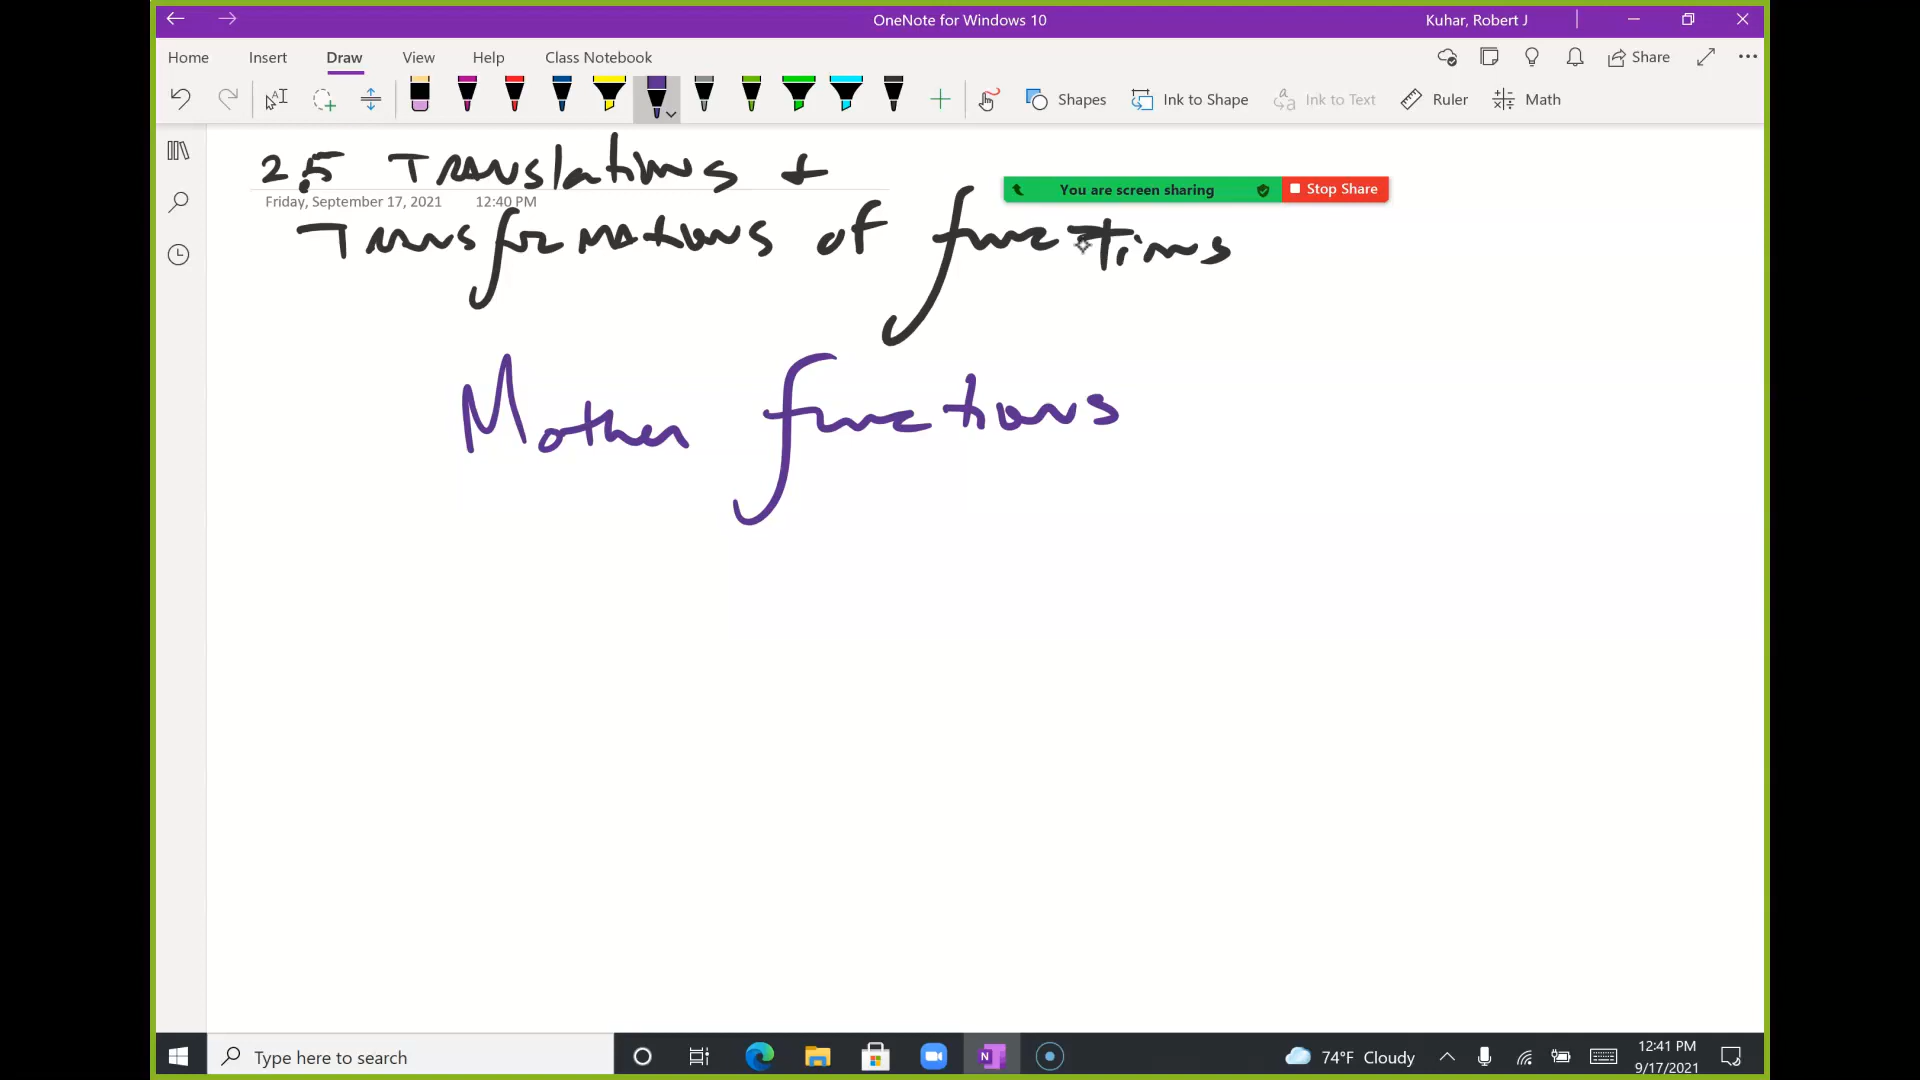 OneNote for Windows 10
Kuhar, Robert J
Home Insert Draw View Help Class Notebook
Share
Shapes Ink to Shape Ink to Text Ruler Math
2.5 Translations +
You are screen sharing Stop Share
Friday, September 17, 2021 12:40 PM
Transformations of functions
Mother functions
Type here to search
74°F Cloudy
12:41 PM
9/17/2021